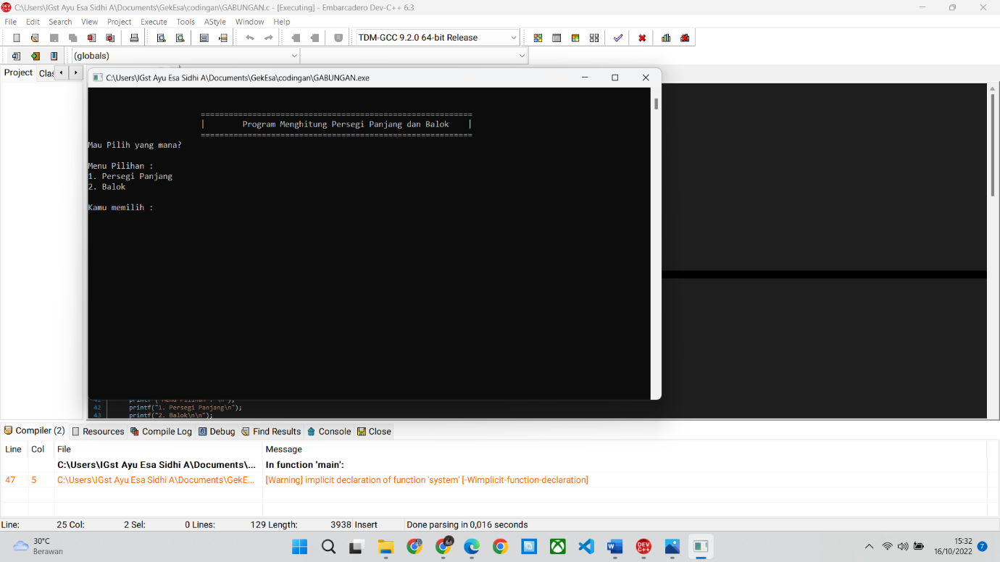 C:\Users\IGst Ayu Esa Sidhi A\Documents\GekEsa\codingan\GABUNGAN.c - [Executing] - Embarcadero Dev-C++ 6.3
File Edit Search View Project Execute Tools AStyle Window Help
TDM-GCC 9.2.0 64-bit Release
(globals)
Project Clas
C:\Users\IGst Ayu Esa Sidhi A\Documents\GekEsa\codingan\GABUNGAN.exe
==========================================================
| Program Menghitung Persegi Panjang dan Balok |
==========================================================
Mau Pilih yang mana?
Menu Pilihan :
1. Persegi Panjang
2. Balok
Kamu memilih :
42 printf("1. Persegi Panjang\n");
43 printf("2. Balok\n\n");
Compiler (2) Resources Compile Log Debug Find Results Console Close
Line Col File Message
C:\Users\IGst Ayu Esa Sidhi A\Documents\... In function 'main':
47 5 C:\Users\IGst Ayu Esa Sidhi A\Documents\GekE... [Warning] implicit declaration of function 'system' [-Wimplicit-function-declaration]
Line: 25 Col: 2 Sel: 0 Lines: 129 Length: 3938 Insert Done parsing in 0,016 seconds
30°C
Berawan
15:32
16/10/2022
7